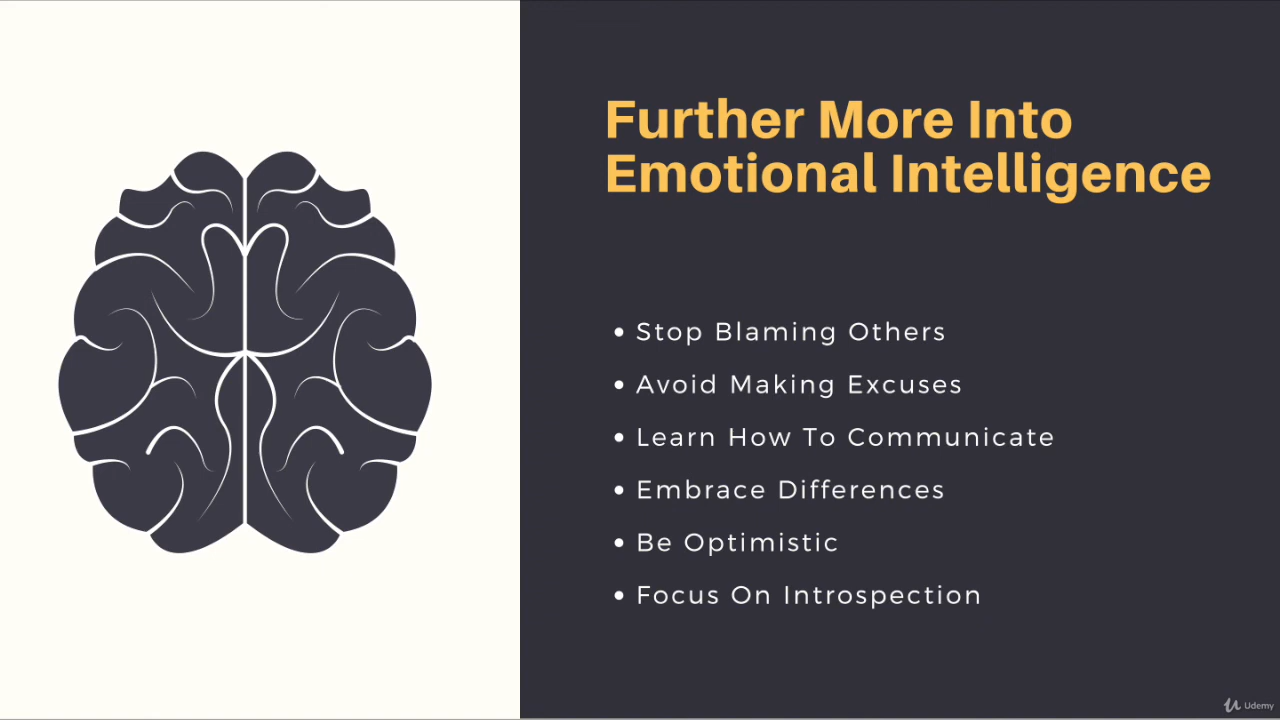 Further More Into
Emotional Intelligence
• Stop Blaming Others
• Avoid Making Excuses
• Learn How To Communicate
• Embrace Differences
• Be Optimistic
• Focus On Introspection
Udemy